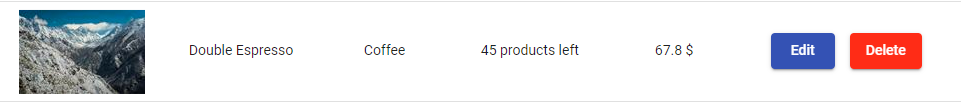 Double Espresso Coffee 45 products left 67.8 $ Edit Delete